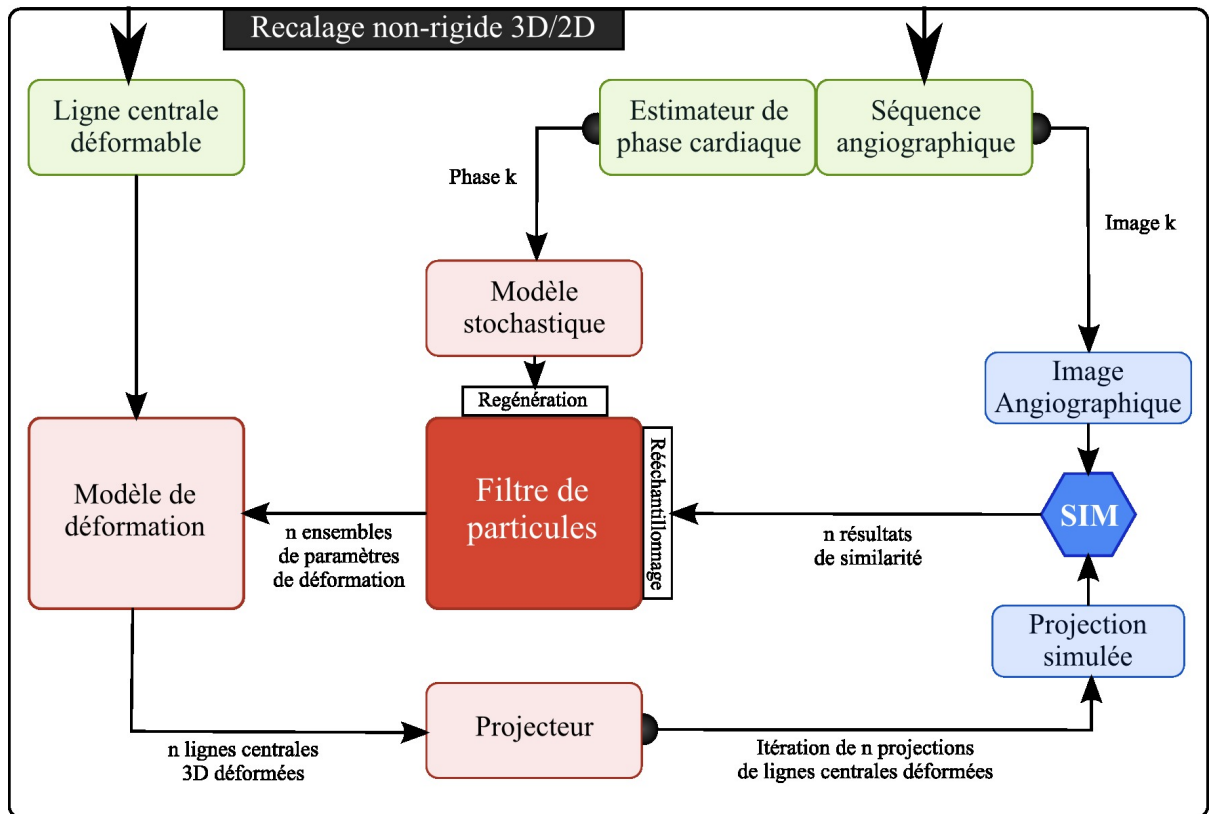 Recalage non-rigide 3D/2D
Ligne centrale
déformable
Estimateur de
phase cardiaque
Séquence
angiographique
Phase k
Image k
Modèle
stochastique
Image
Angiographique
Regénération
Modèle de
déformation
Filtre de
particules
Rééchantillonnage
SIM
n ensembles
de paramètres
de déformation
n résultats
de similarité
Projection
simulée
Projecteur
n lignes centrales
3D déformées
Itération de n projections
de lignes centrales déformées